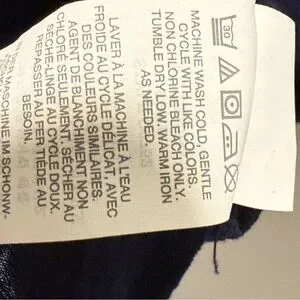 30
MACHINE WASH COLD, GENTLE
CYCLE WITH LIKE COLORS.
NON CHLORINE BLEACH ONLY.
TUMBLE DRY LOW. WARM IRON
AS NEEDED.
LAVER À LA MACHINE À L'EAU
FROIDE AU CYCLE DÉLICAT, AVEC
DES COULEURS SIMILAIRES.
AGENT DE BLANCHIMENT NON
CHLORÉ SEULEMENT. SÉCHER AU
SÈCHE-LINGE AU CYCLE DOUX.
REPASSER AU FER TIÈDE AU
BESOIN.
MASCHINE IM SCHONW-